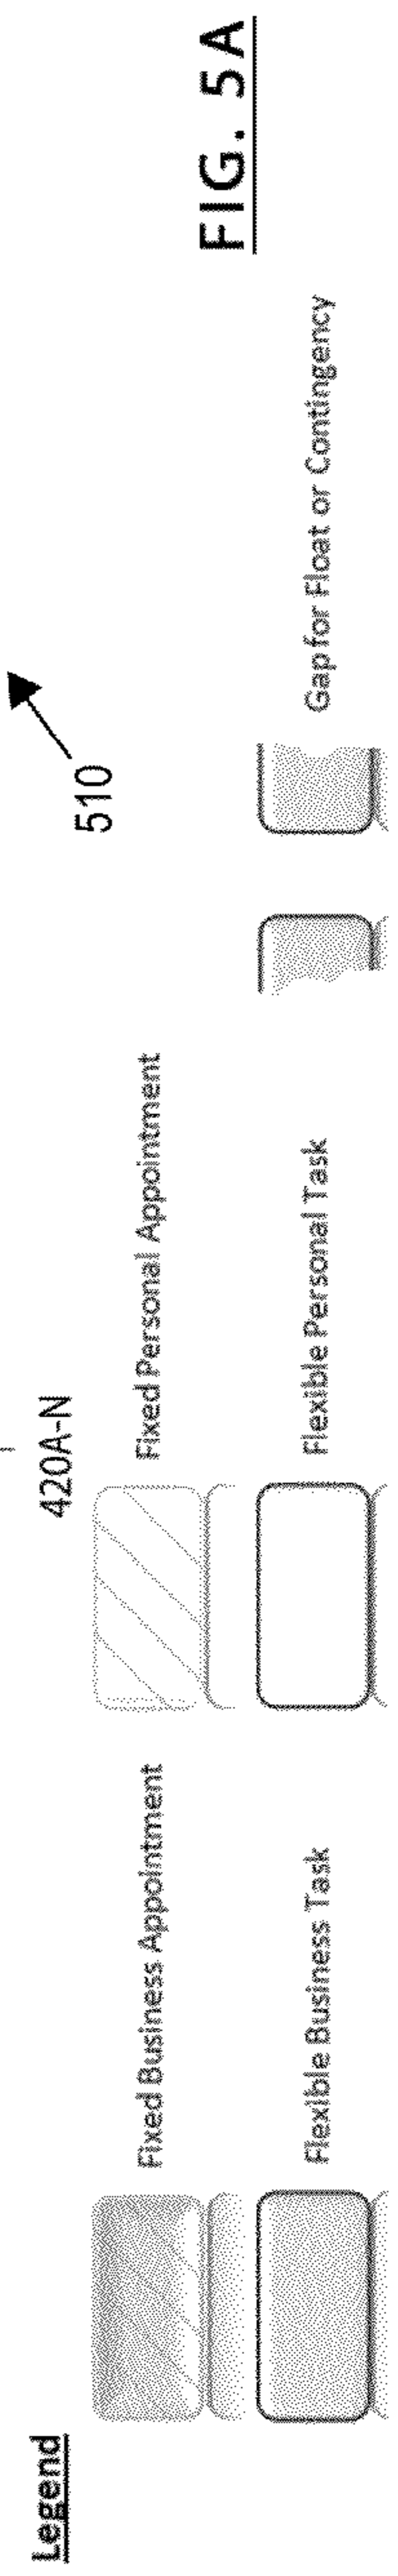 420A-N
510
Legend
Fixed Business Appointment
Fixed Personal Appointment
Flexible Business Task
Flexible Personal Task
Gap for Float or Contingency
FIG. 5A